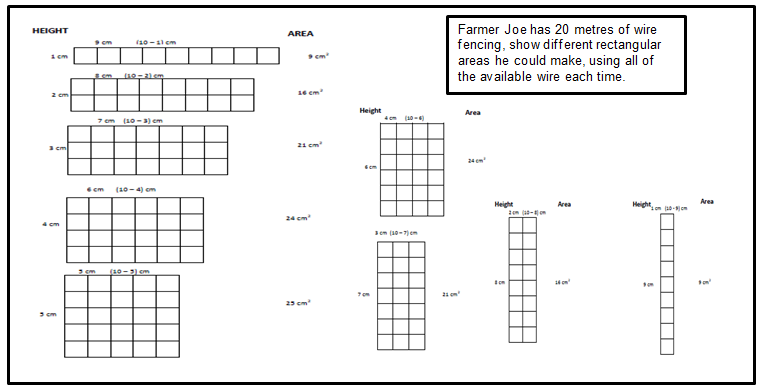 HEIGHT
AREA
9 cm (10 – 1) cm
1 cm
9 cm²
8 cm (10 – 2) cm
2 cm
16 cm²
7 cm (10 – 3) cm
3 cm
21 cm²
6 cm (10 – 4) cm
4 cm
24 cm²
5 cm (10 – 5) cm
5 cm
25 cm²
Farmer Joe has 20 metres of wire
fencing, show different rectangular
areas he could make, using all of
the available wire each time.
Height
Area
4 cm (10 – 6)
6 cm
24 cm²
3 cm (10 – 7) cm
7 cm
21 cm²
Height
Area
2 cm (10 – 8) cm
8 cm
16 cm²
Height
Area
1 cm (10 - 9) cm
9 cm
9 cm²